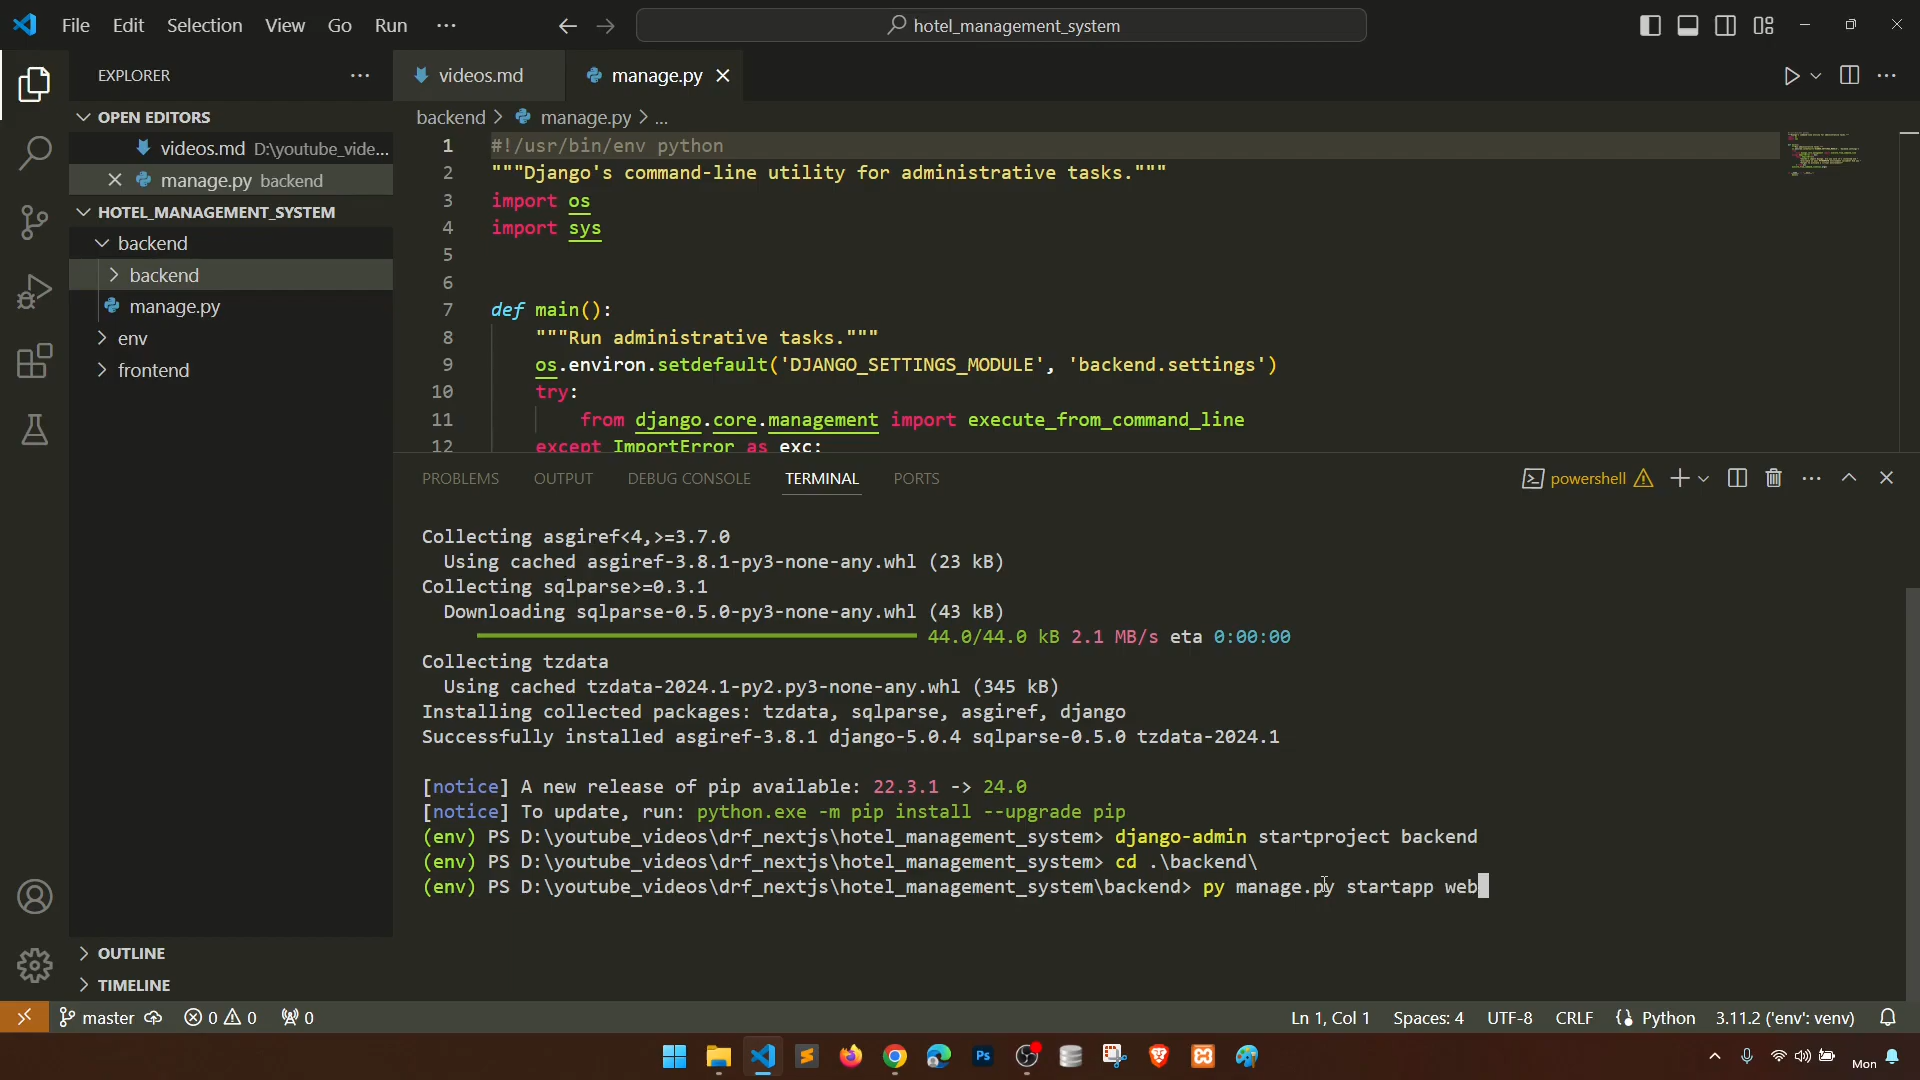 File Edit Selection View Go Run ...
hotel_management_system
EXPLORER
videos.md
manage.py
OPEN EDITORS
videos.md D:\youtube_vide...
manage.py backend
HOTEL_MANAGEMENT_SYSTEM
backend
backend
manage.py
env
frontend
OUTLINE
TIMELINE
backend > manage.py > ...
1 #!/usr/bin/env python
2 """Django's command-line utility for administrative tasks."""
3 import os
4 import sys
5
6
7 def main():
8 """Run administrative tasks."""
9 os.environ.setdefault('DJANGO_SETTINGS_MODULE', 'backend.settings')
10 try:
11 from django.core.management import execute_from_command_line
12 except ImportError as exc:
PROBLEMS OUTPUT DEBUG CONSOLE TERMINAL PORTS
powershell
Collecting asgiref<4,>=3.7.0
Using cached asgiref-3.8.1-py3-none-any.whl (23 kB)
Collecting sqlparse>=0.3.1
Downloading sqlparse-0.5.0-py3-none-any.whl (43 kB)
44.0/44.0 kB 2.1 MB/s eta 0:00:00
Collecting tzdata
Using cached tzdata-2024.1-py2.py3-none-any.whl (345 kB)
Installing collected packages: tzdata, sqlparse, asgiref, django
Successfully installed asgiref-3.8.1 django-5.0.4 sqlparse-0.5.0 tzdata-2024.1
[notice] A new release of pip available: 22.3.1 -> 24.0
[notice] To update, run: python.exe -m pip install --upgrade pip
(env) PS D:\youtube_videos\drf_nextjs\hotel_management_system> django-admin startproject backend
(env) PS D:\youtube_videos\drf_nextjs\hotel_management_system> cd .\backend\
(env) PS D:\youtube_videos\drf_nextjs\hotel_management_system\backend> py manage.py startapp web
master 0 0 0
Ln 1, Col 1 Spaces: 4 UTF-8 CRLF Python 3.11.2 ('env': venv)
Ps
Mon